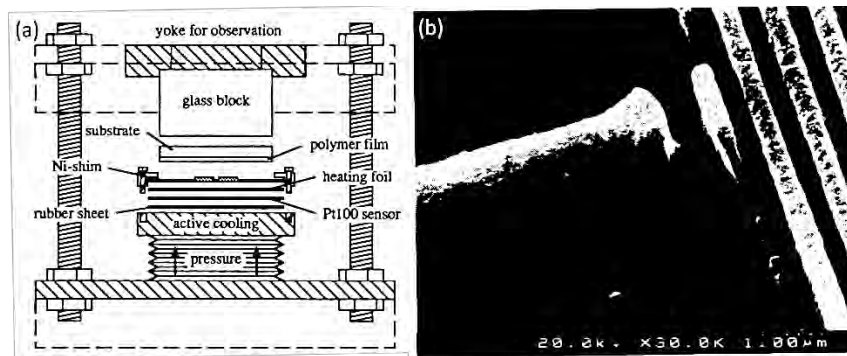 (a)
yoke for observation
glass block
substrate
polymer film
Ni-shim
heating foil
rubber sheet
Pt100 sensor
active cooling
pressure
(b)
20.0k. X30.0K 1.00µm